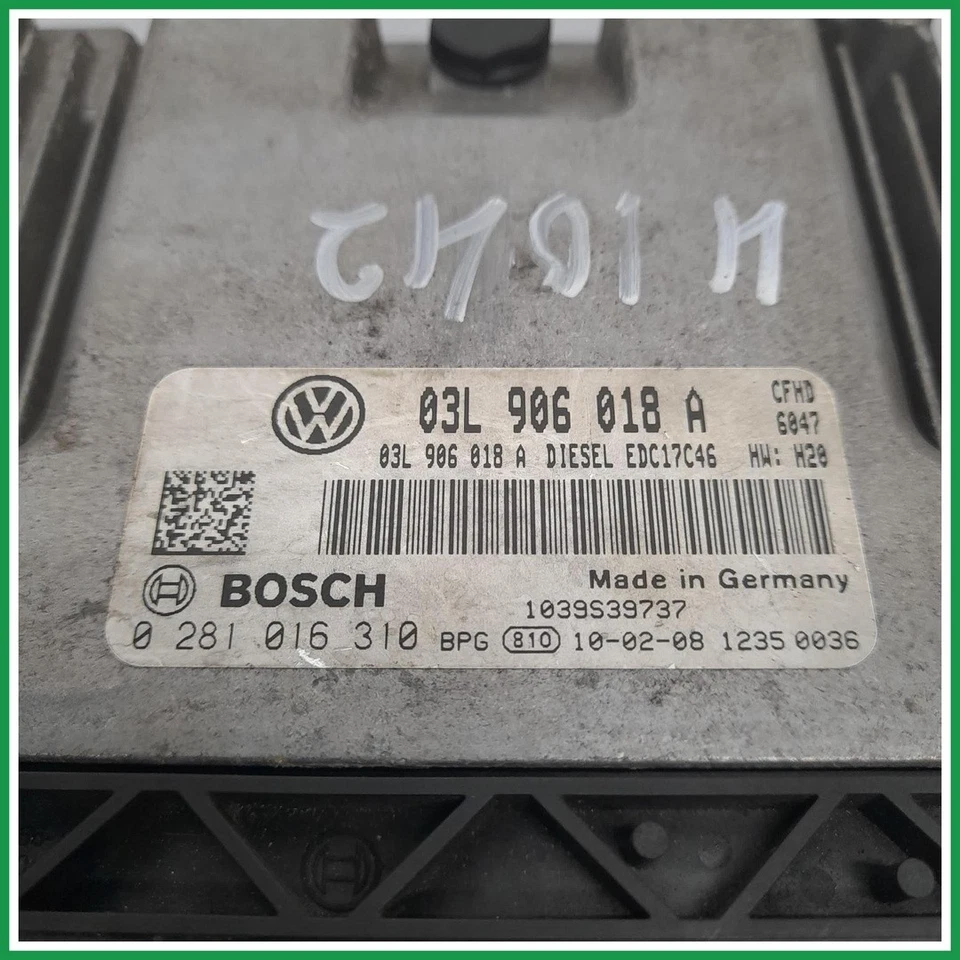 03L 906 018 A CFHD
6047
03L 906 018 A DIESEL EDC17C46 HW: H20
BOSCH
Made in Germany
1039S39737
0 281 016 310 BPG 810 10-02-08 1235 0036